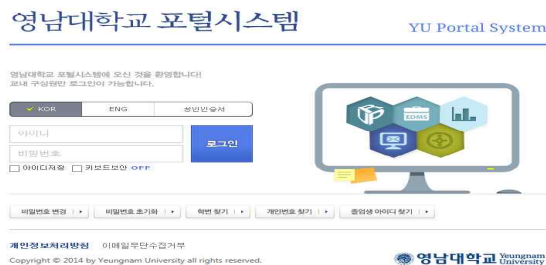 영남대학교 포털시스템
YU Portal System
영남대학교 포털시스템에 오신 것을 환영합니다!
교내 구성원만 로그인이 가능합니다.
KOR ENG 공인인증서
아이디
비밀번호
로그인
아이디저장 키보드보안 OFF
EDMS
비밀번호 변경 비밀번호 초기화 학번 찾기 개인번호 찾기 졸업생 아이디 찾기
개인정보처리방침 이메일무단수집거부
Copyright © 2014 by Yeungnam University all rights reserved.
영남대학교 Yeungnam University